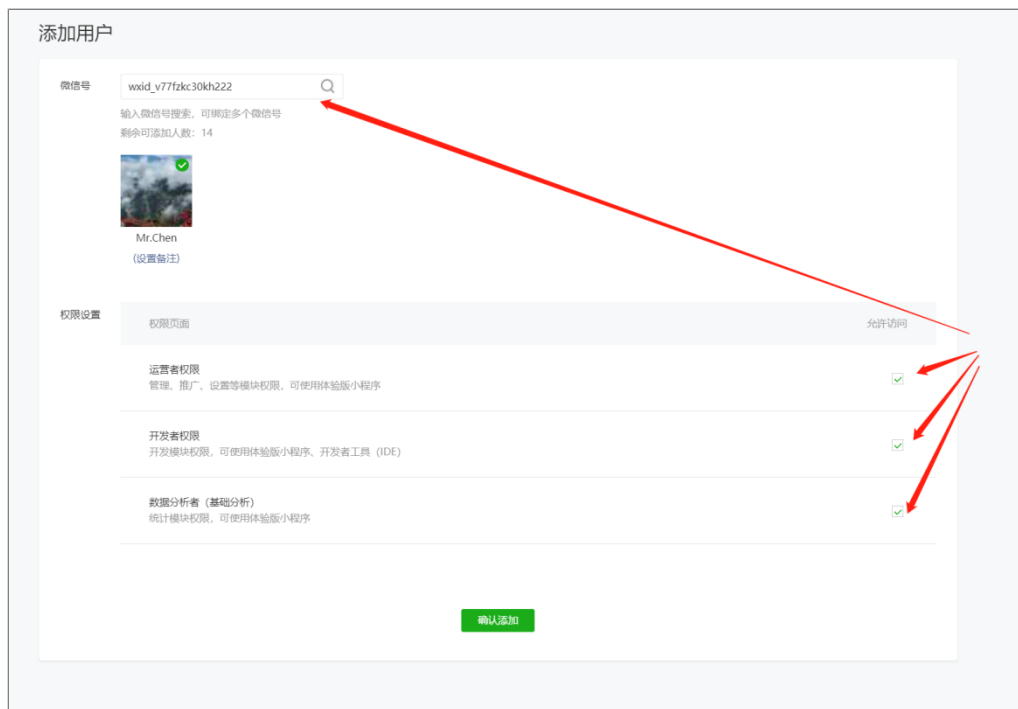 添加用户
微信号
wxid_v77fzkc30kh222
输入微信号搜索，可绑定多个微信号
剩余可添加人数：14
Mr.Chen
(设置备注)
权限设置
权限页面
允许访问
运营者权限
管理、推广、设置等模块权限，可使用体验版小程序
开发者权限
开发模块权限，可使用体验版小程序、开发者工具（IDE）
数据分析者（基础分析）
统计模块权限，可使用体验版小程序
确认添加